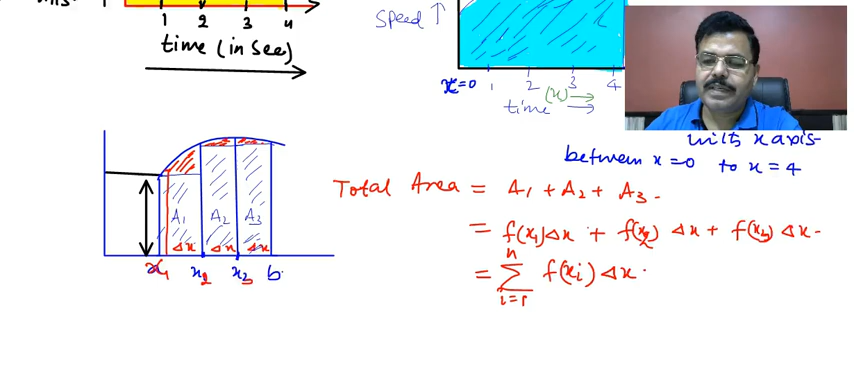 1 2 3 4
time (in Sec)
Speed ↑
x=0 1 2 3 4
(x) →
time →
with x axis
between x=0 to x=4
A1 A2 A3
Δx Δx Δx
x1 x2 x3 b
Total Area = A1 + A2 + A3.
= f(x1)Δx + f(x2) Δx + f(x3) Δx.
= n∑i=1 f(xi) Δx.